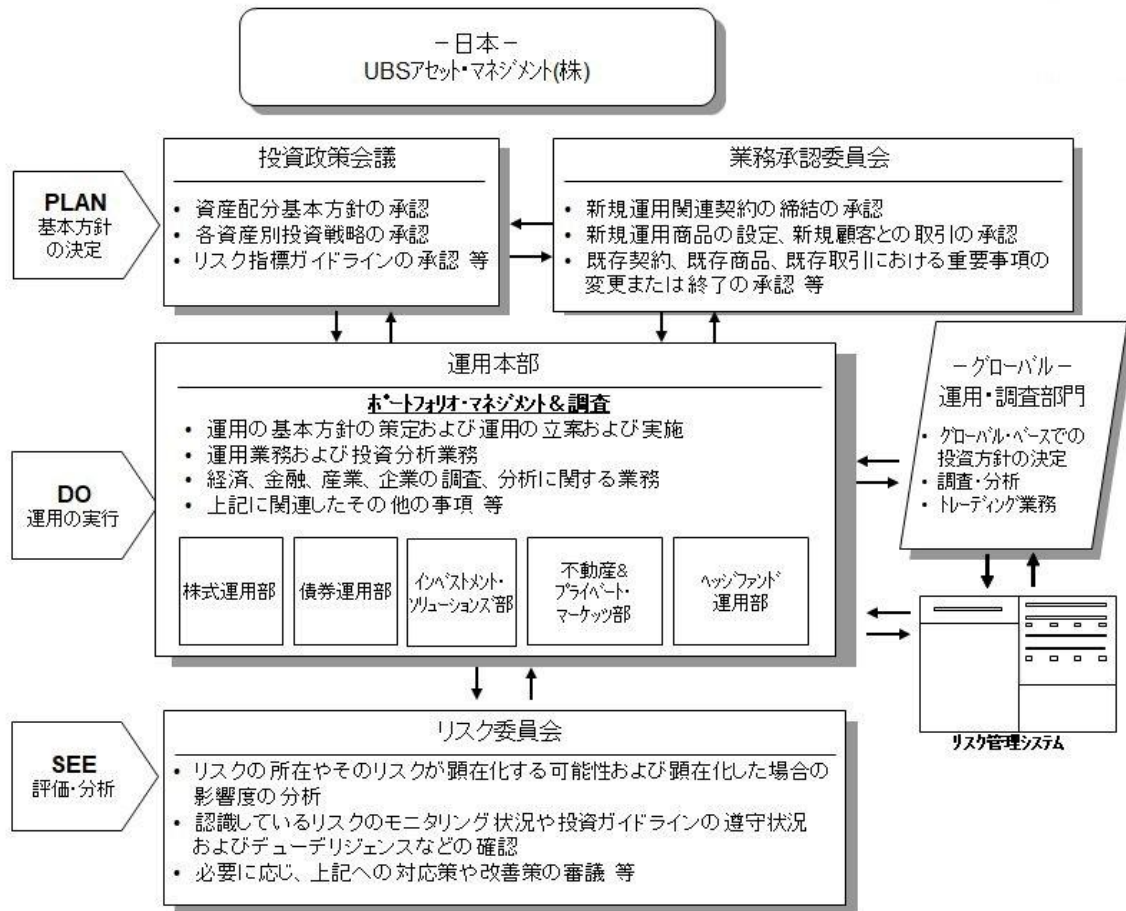 －日本－
UBSアセット・マネジメント(株)
PLAN
基本方針
の決定
投資政策会議
• 資産配分基本方針の承認
• 各資産別投資戦略の承認
• リスク指標ガイドラインの承認 等
業務承認委員会
• 新規運用関連契約の締結の承認
• 新規運用商品の設定、新規顧客との取引の承認
• 既存契約、既存商品、既存取引における重要事項の
変更または終了の承認 等
DO
運用の実行
運用本部
ポートフォリオ・マネジメント＆調査
• 運用の基本方針の策定および運用の立案および実施
• 運用業務および投資分析業務
• 経済、金融、産業、企業の調査、分析に関する業務
• 上記に関連したその他の事項 等
株式運用部
債券運用部
インベストメント・
ソリューションズ部
不動産&
プライベート・
マーケッツ部
ヘッジファンド
運用部
－グローバル－
運用・調査部門
• グローバル・ベースでの
投資方針の決定
• 調査・分析
• トレーディング業務
リスク管理システム
SEE
評価・分析
リスク委員会
• リスクの所在やそのリスクが顕在化する可能性および顕在化した場合の
影響度の分析
• 認識しているリスクのモニタリング状況や投資ガイドラインの遵守状況
およびデューデリジェンスなどの確認
• 必要に応じ、上記への対応策や改善策の審議 等